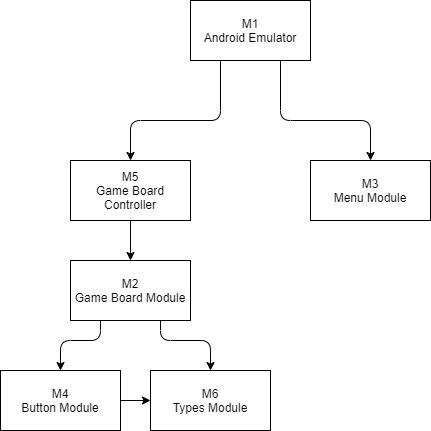 M1
Android Emulator
M5
Game Board
Controller
M3
Menu Module
M2
Game Board Module
M4
Button Module
M6
Types Module